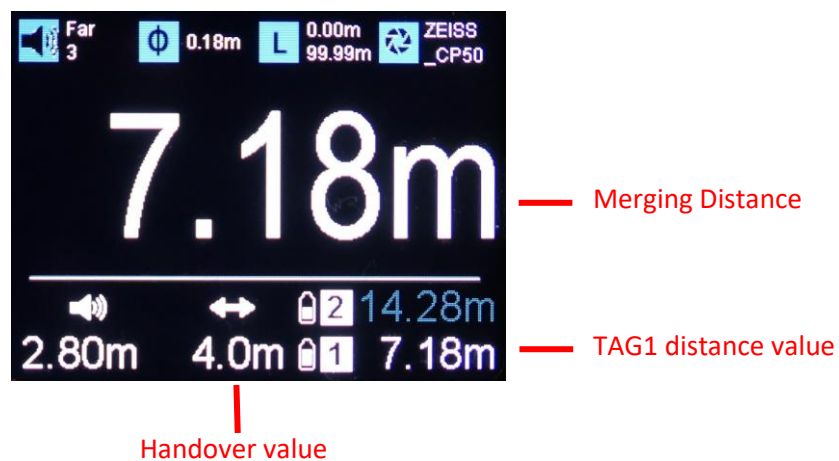 Far
3
Φ 0.18m
L 0.00m
99.99m
ZEISS
_CP50
7.18m
Merging Distance
2 14.28m
2.80m 4.0m 1 7.18m
TAG1 distance value
Handover value